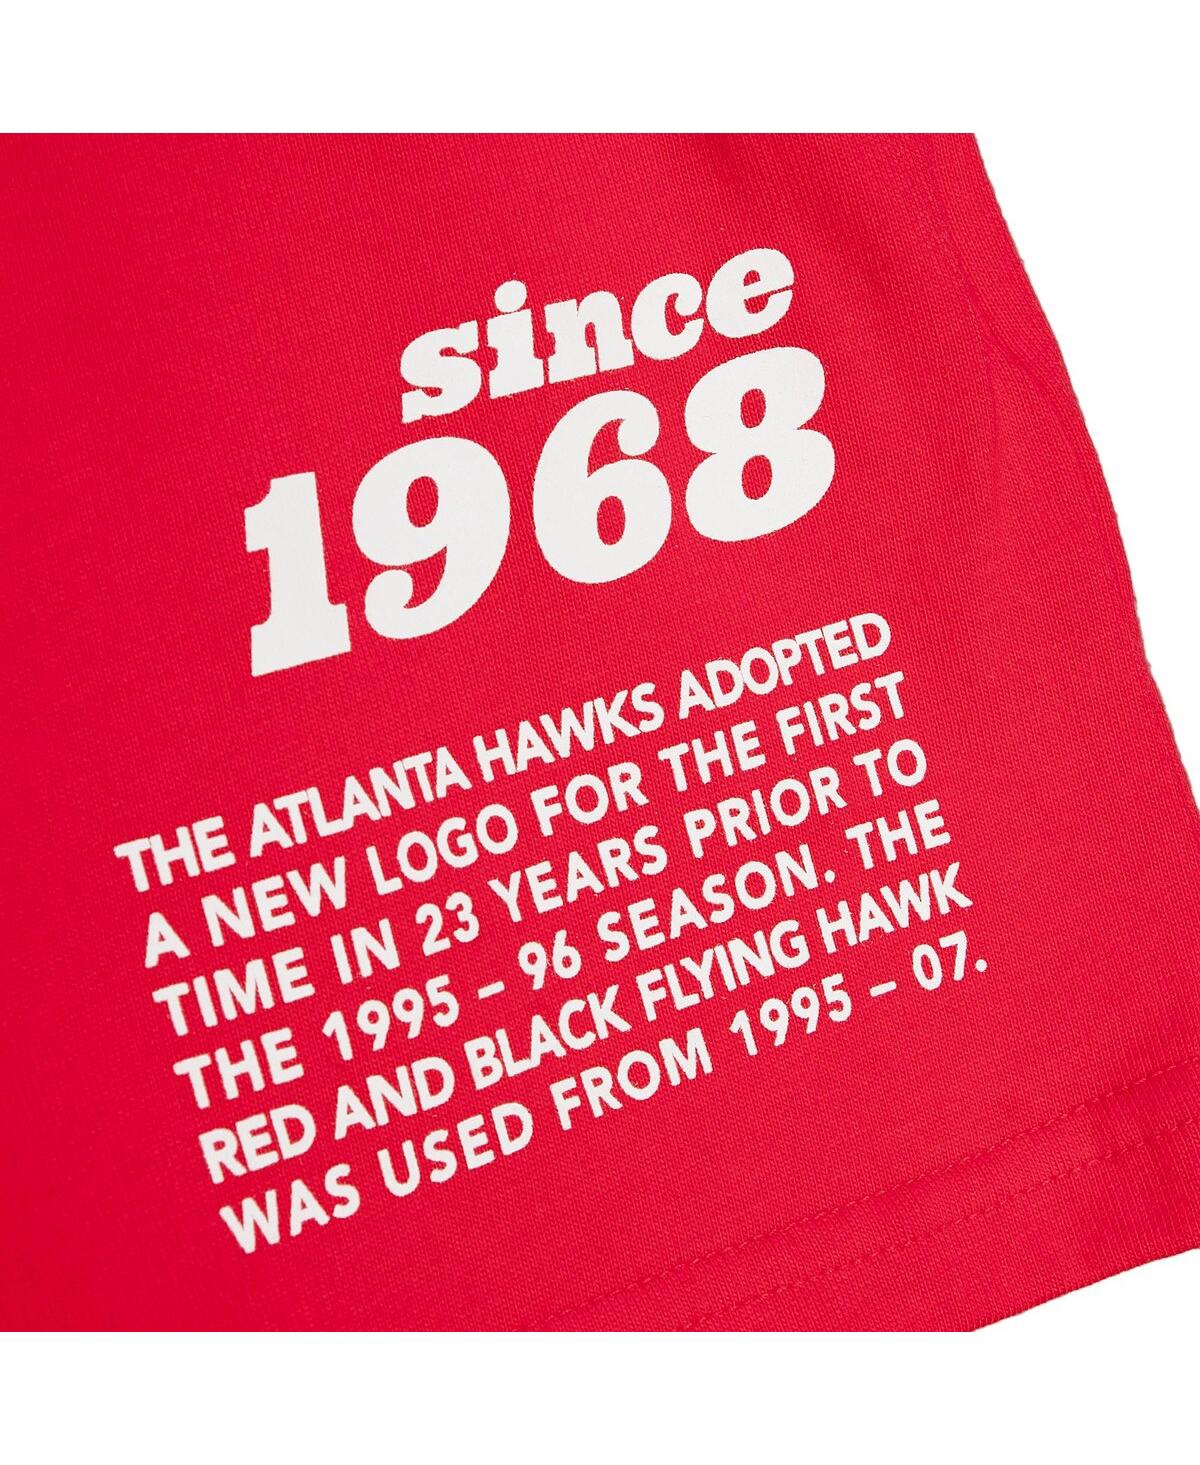 since
1968
THE ATLANTA HAWKS ADOPTED
A NEW LOGO FOR THE FIRST
TIME IN 23 YEARS PRIOR TO
THE 1995 – 96 SEASON. THE
RED AND BLACK FLYING HAWK
WAS USED FROM 1995 – 07.